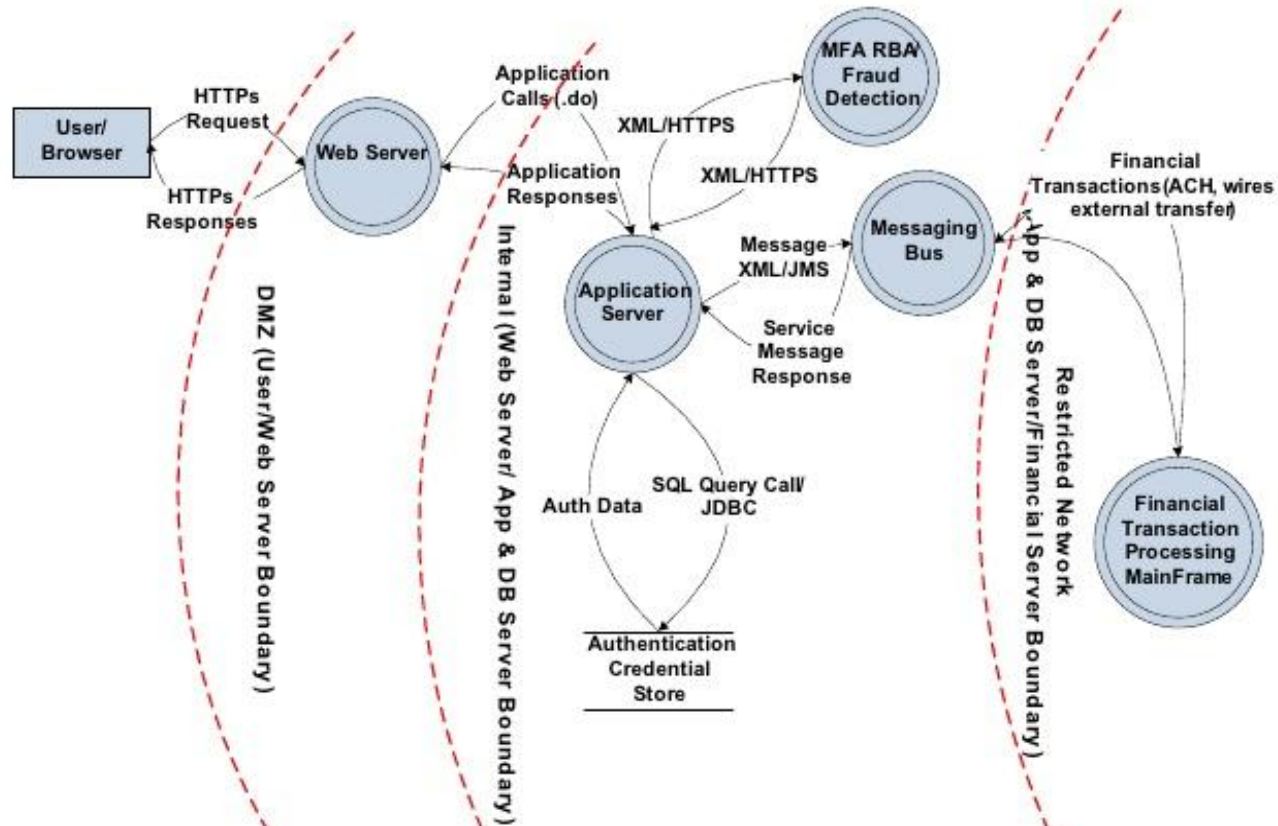 User/
Browser
HTTPs
Request
HTTPs
Responses
DMZ (User/Web Server Boundary)
Web Server
Application
Calls (.do)
Application
Responses
Internal (Web Server/ App & DB Server Boundary)
XML/HTTPS
XML/HTTPS
MFA RBA/
Fraud
Detection
Application
Server
Message
XML/JMS
Service
Message
Response
Messaging
Bus
Auth Data
SQL Query Call/
JDBC
Authentication
Credential
Store
Financial
Transactions(ACH, wires
external transfer)
Restricted Network
App & DB Server/Financial Server Boundary)
Financial
Transaction
Processing
MainFrame